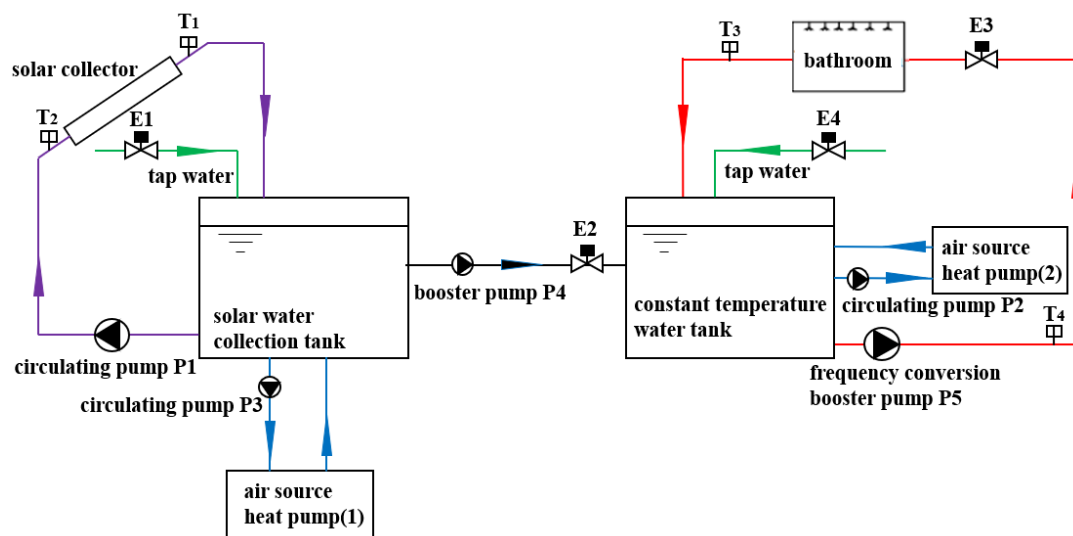 T1
solar collector
T2
E1
tap water
T3
bathroom
E3
E4
tap water
E2
booster pump P4
solar water
collection tank
circulating pump P1
circulating pump P3
air source
heat pump(1)
constant temperature
water tank
air source
heat pump(2)
circulating pump P2
T4
frequency conversion
booster pump P5